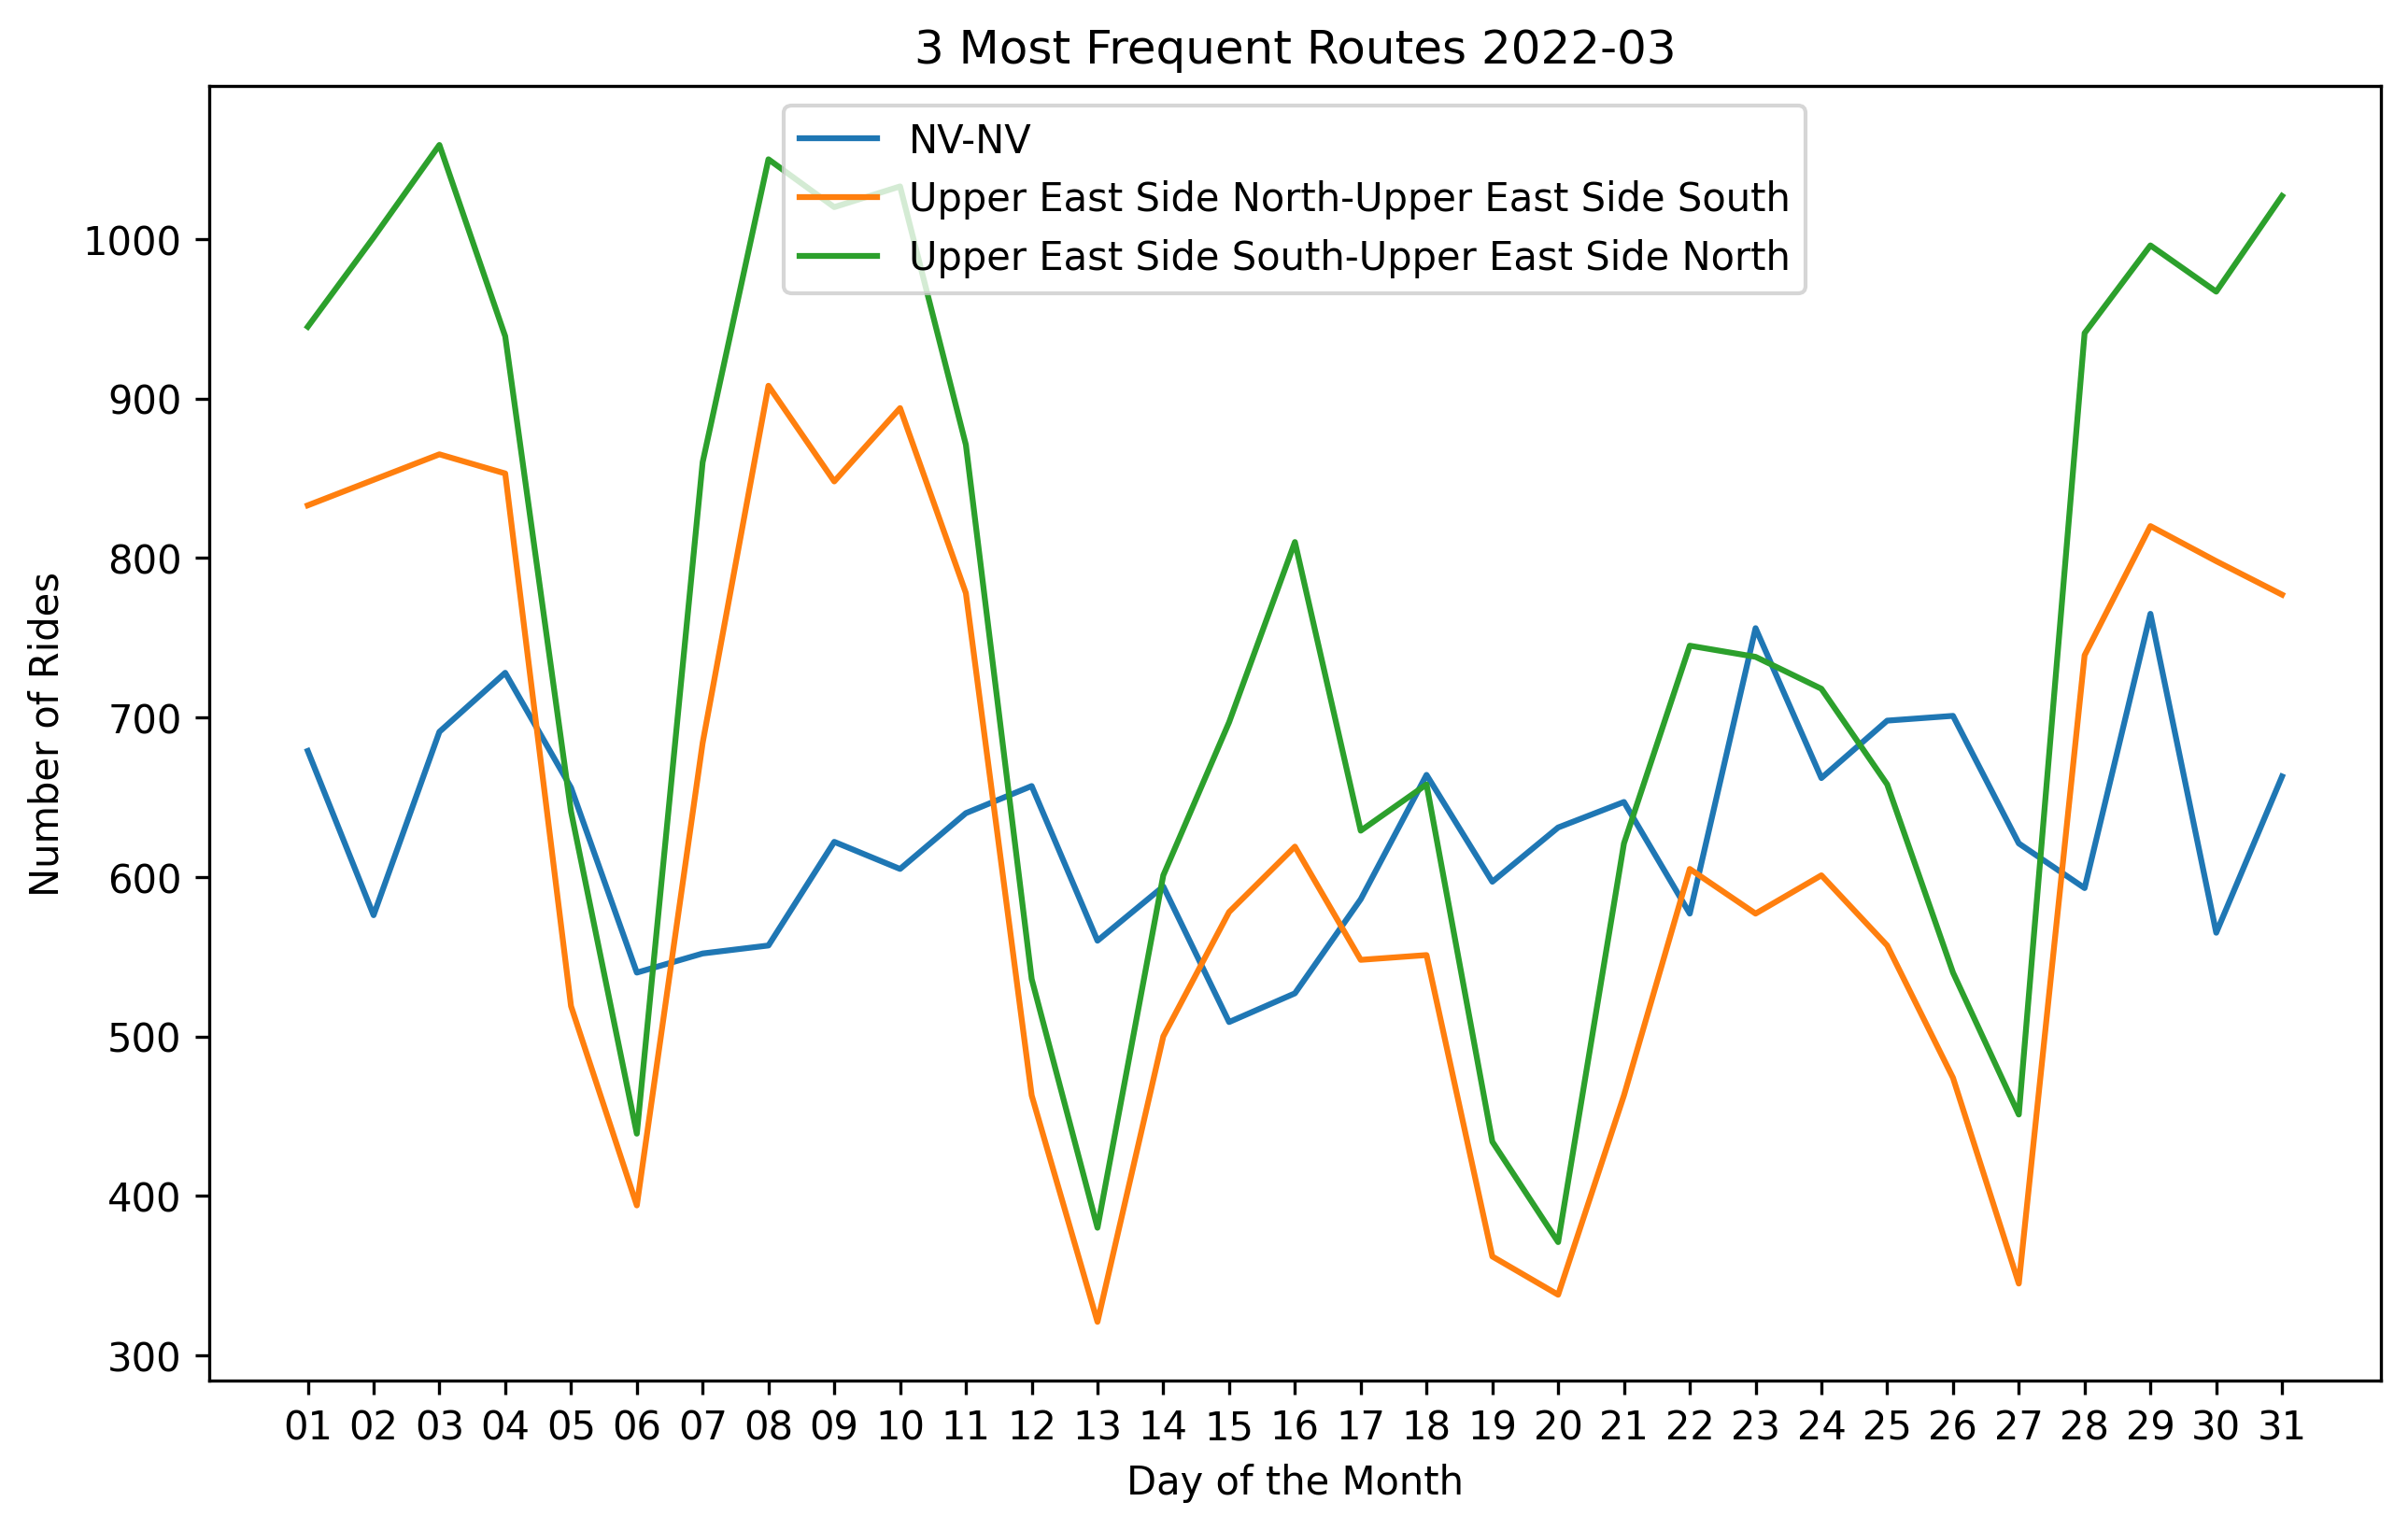 3 Most Frequent Routes 2022-03
NV-NV
Upper East Side North-Upper East Side South
Upper East Side South-Upper East Side North
Number of Rides
1000
900
800
700
600
500
400
300
01 02 03 04 05 06 07 08 09 10 11 12 13 14 15 16 17 18 19 20 21 22 23 24 25 26 27 28 29 30 31
Day of the Month